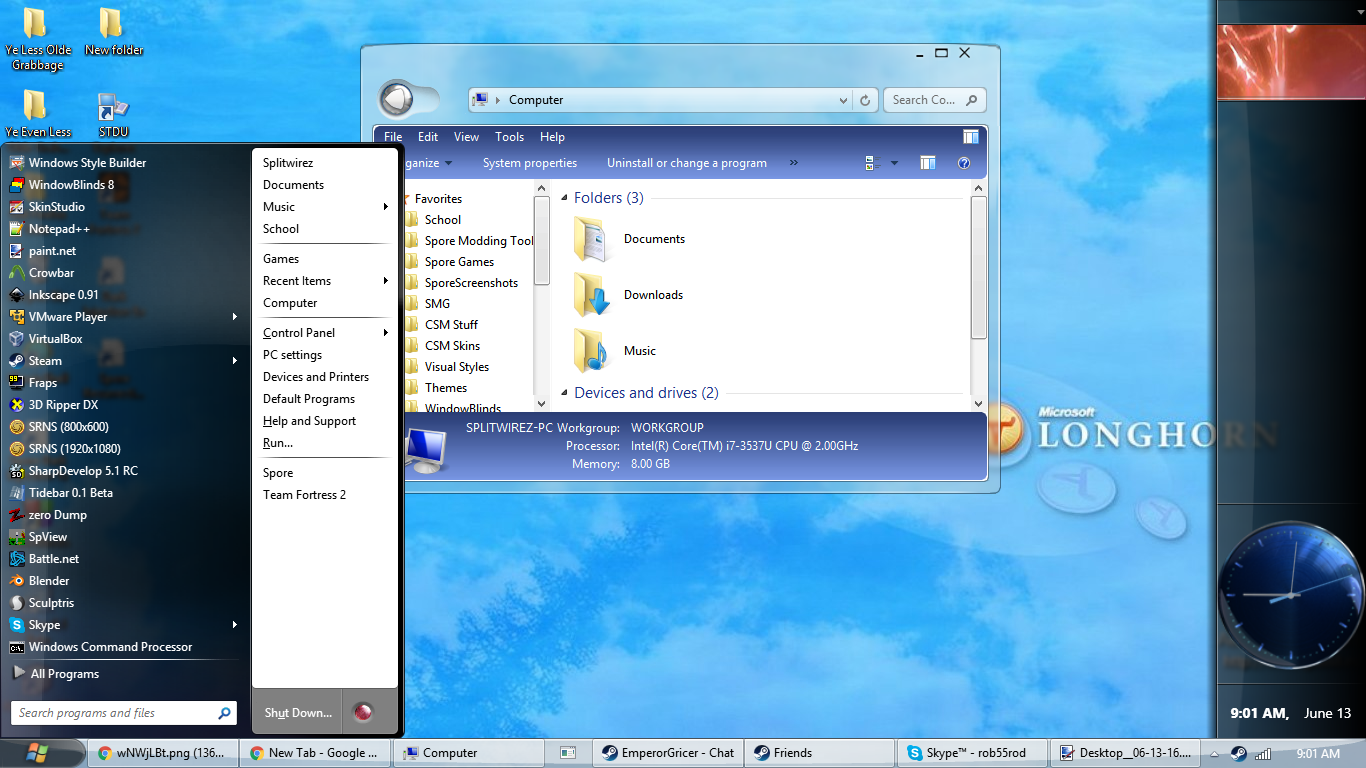 Ye Less Olde
Grabbage
New folder
Ye Even Less
STDU
Windows Style Builder
WindowBlinds 8
SkinStudio
Notepad++
paint.net
Crowbar
Inkscape 0.91
VMware Player
VirtualBox
Steam
Fraps
3D Ripper DX
SRNS (800x600)
SRNS (1920x1080)
SharpDevelop 5.1 RC
Tidebar 0.1 Beta
zero Dump
SpView
Battle.net
Blender
Sculptris
Skype
Windows Command Processor
All Programs
Search programs and files
Splitwirez
Documents
Music
School
Games
Recent Items
Computer
Control Panel
PC settings
Devices and Printers
Default Programs
Help and Support
Run...
Spore
Team Fortress 2
Shut Down...
Computer
Search Co...
File Edit View Tools Help
ganize System properties Uninstall or change a program »
Favorites
School
Spore Modding Tool
Spore Games
SporeScreenshots
SMG
CSM Stuff
CSM Skins
Visual Styles
Themes
WindowBlinds
Folders (3)
Documents
Downloads
Music
Devices and drives (2)
SPLITWIREZ-PC Workgroup: WORKGROUP
Processor: Intel(R) Core(TM) i7-3537U CPU @ 2.00GHz
Memory: 8.00 GB
Microsoft
LONGHORN
9:01 AM, June 13
wNWjLBt.png (136...
New Tab - Google ...
Computer
EmperorGricer - Chat
Friends
Skype™ - rob55rod
Desktop__06-13-16....
9:01 AM